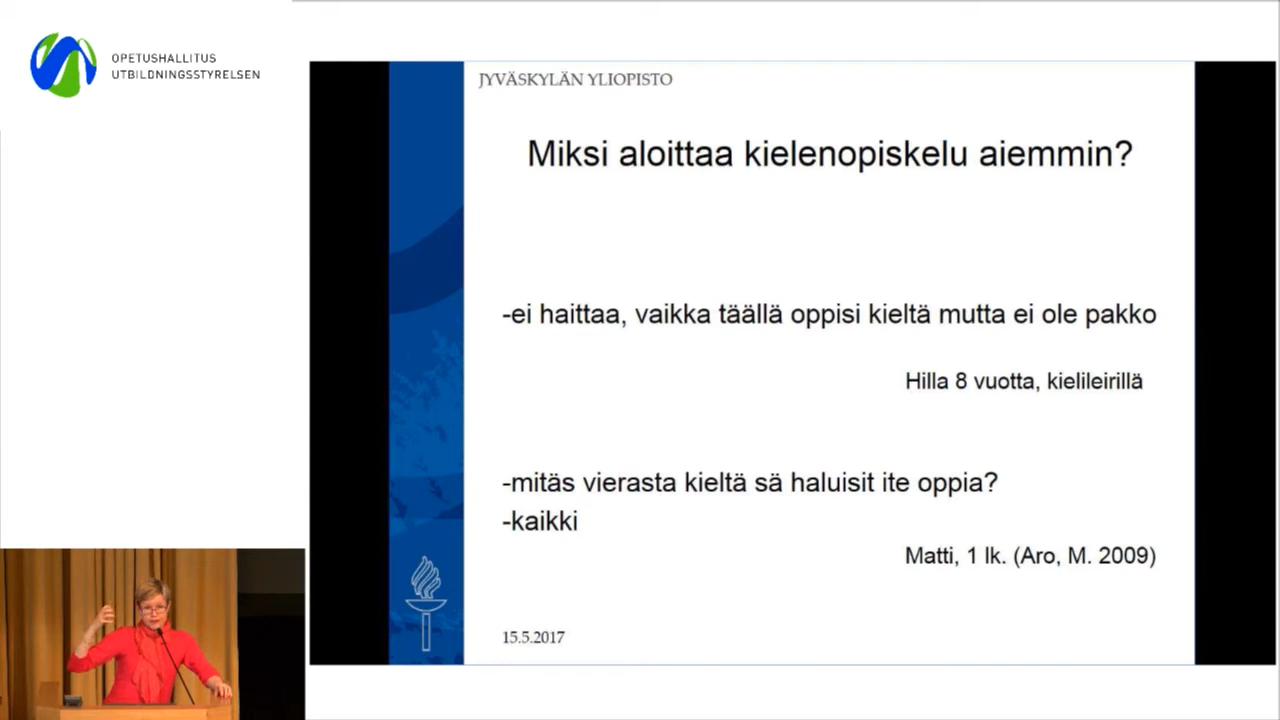 OPETUSHALLITUS
UTBILDNINGSSTYRELSEN
JYVÄSKYLÄN YLIOPISTO
Miksi aloittaa kielenopiskelu aiemmin?
-ei haittaa, vaikka täällä oppisi kieltä mutta ei ole pakko
Hilla 8 vuotta, kielileirillä
-mitäs vierasta kieltä sä haluisit ite oppia?
-kaikki
Matti, 1 lk. (Aro, M. 2009)
15.5.2017